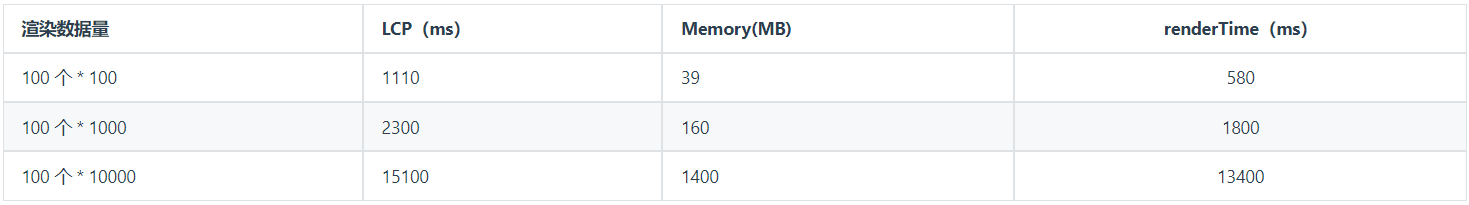 渲染数据量 LCP（ms） Memory(MB) renderTime（ms）
100 个 * 100 1110 39 580
100 个 * 1000 2300 160 1800
100 个 * 10000 15100 1400 13400